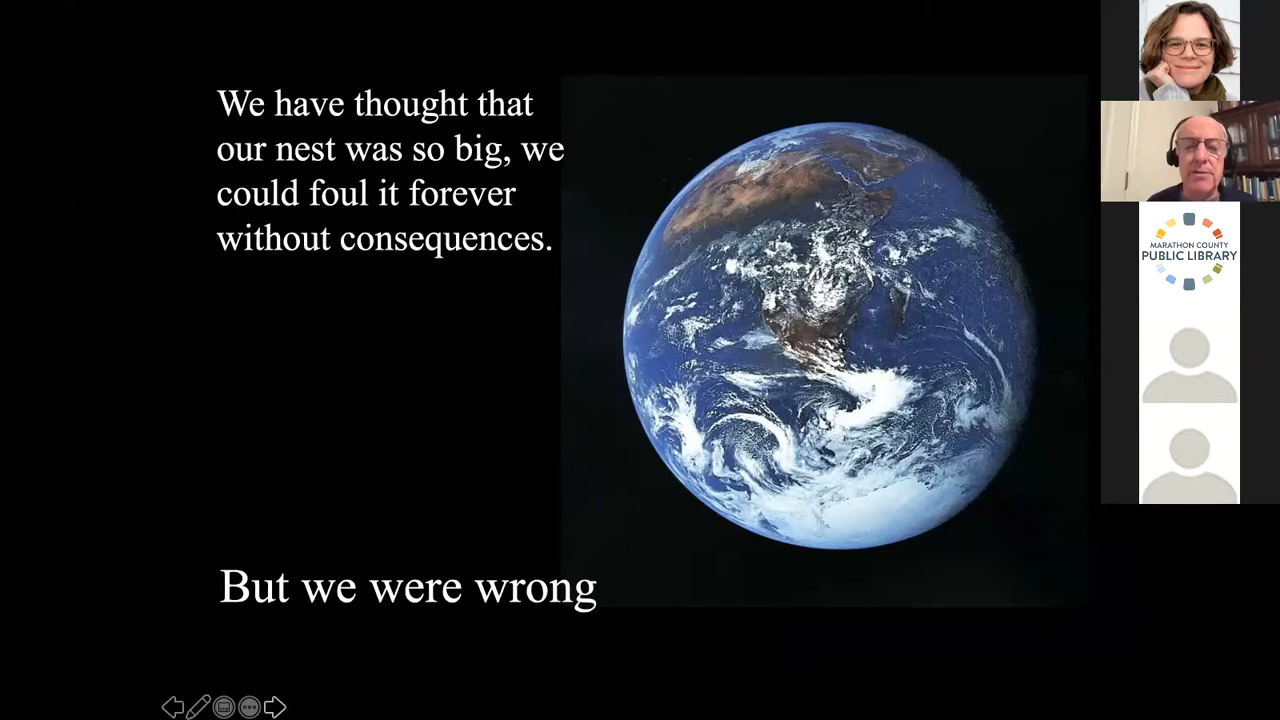 We have thought that
our nest was so big, we
could foul it forever
without consequences.
But we were wrong
MARATHON COUNTY
PUBLIC LIBRARY